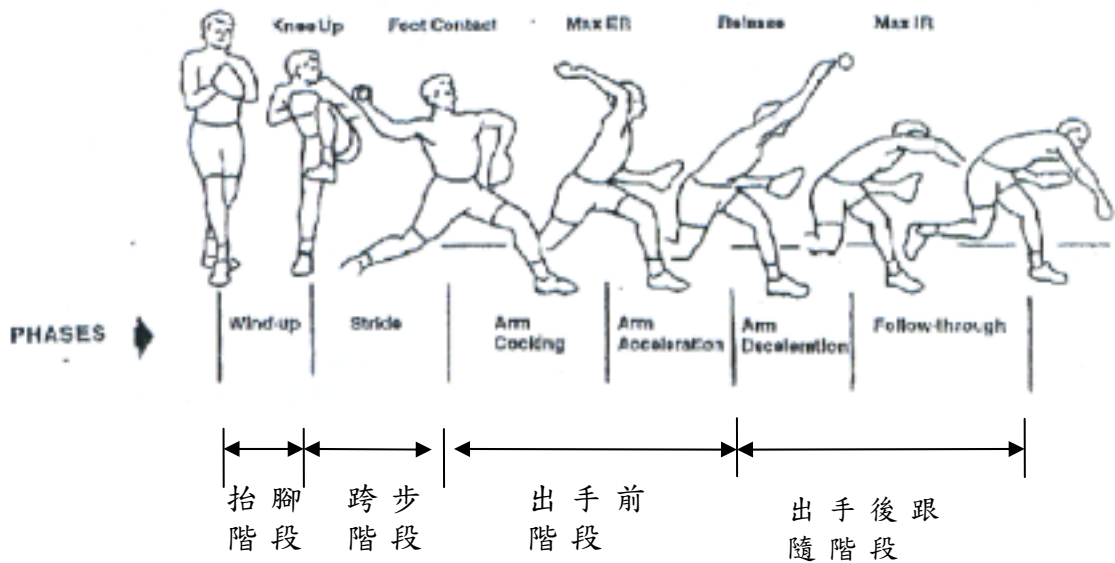 Knee Up Foot Contact Max ER Release Max IR
PHASES
Wind-up Stride Arm Cocking Arm Acceleration Arm Deceleration Follow-through
抬腳
階段
跨步
階段
出手前
階段
出手後跟
隨階段